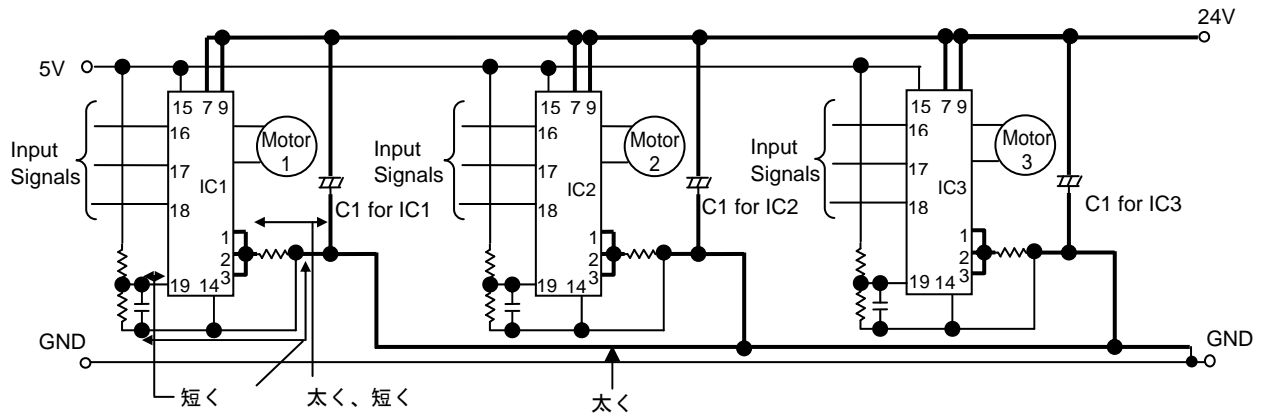 24V
5V
15 7 9
15 7 9
15 7 9
16
Motor
1
16
Motor
2
16
Motor
3
Input
Signals
17
Input
Signals
17
Input
Signals
17
IC1
IC2
IC3
18
C1 for IC1
18
C1 for IC2
18
C1 for IC3
1
2
3
1
2
3
1
2
3
19 14
19 14
19 14
GND
GND
短く
太く、短く
太く